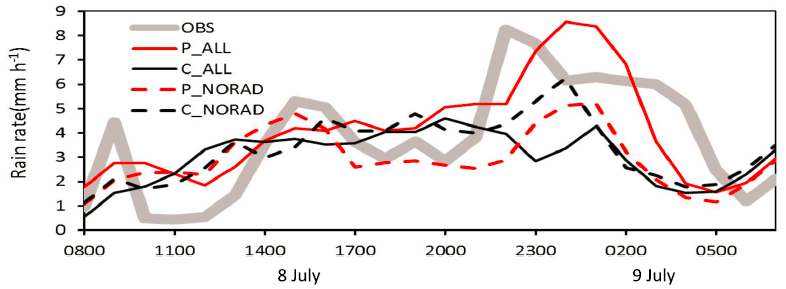 9
8
7
6
5
4
3
2
1
0
Rain rate(mm h-1)
OBS
P_ALL
C_ALL
P_NORAD
C_NORAD
0800 1100 1400 1700 2000 2300 0200 0500
8 July 9 July